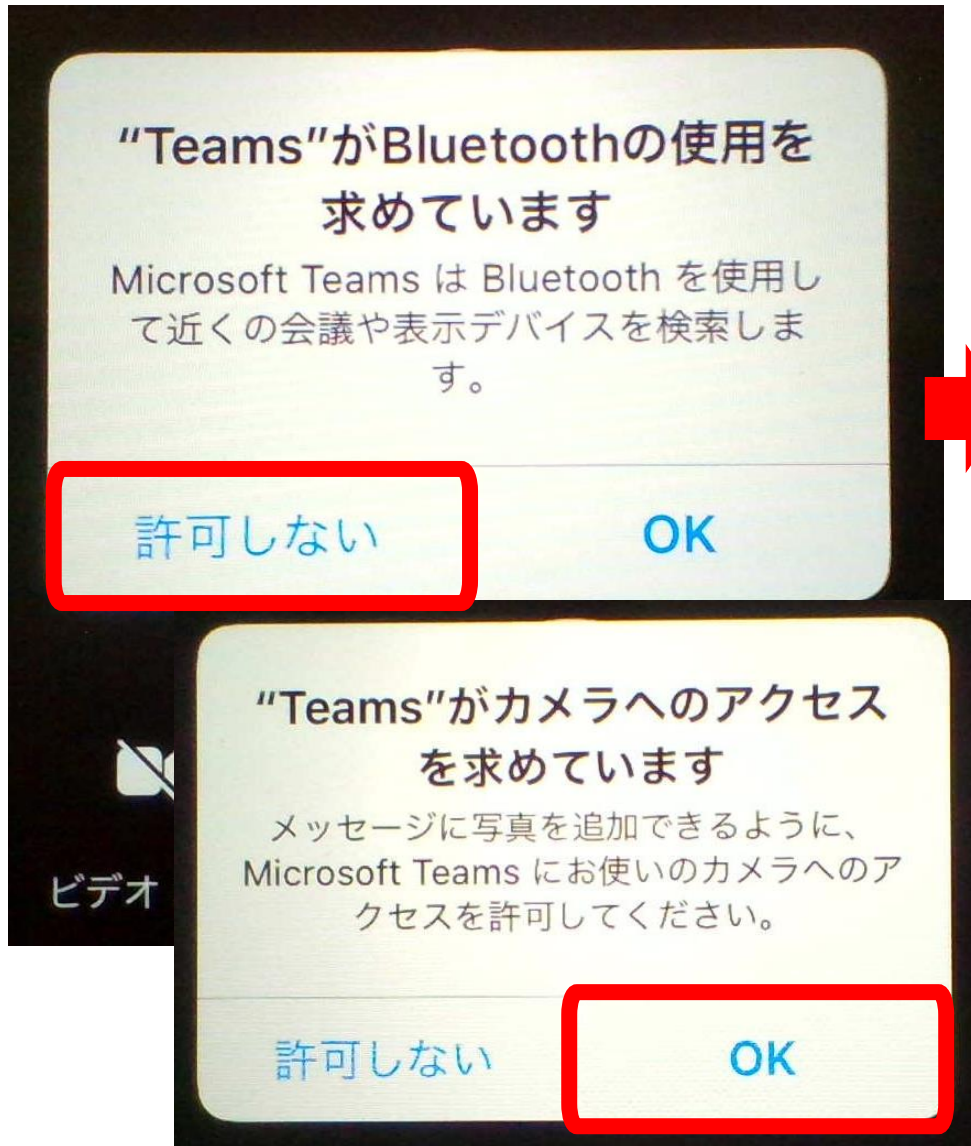 “Teams”がBluetoothの使用を
求めています
Microsoft Teams は Bluetooth を使用し
て近くの会議や表示デバイスを検索しま
す。
許可しない
OK
ビデオ
“Teams”がカメラへのアクセス
を求めています
メッセージに写真を追加できるように、
Microsoft Teams にお使いのカメラへのア
クセスを許可してください。
許可しない
OK